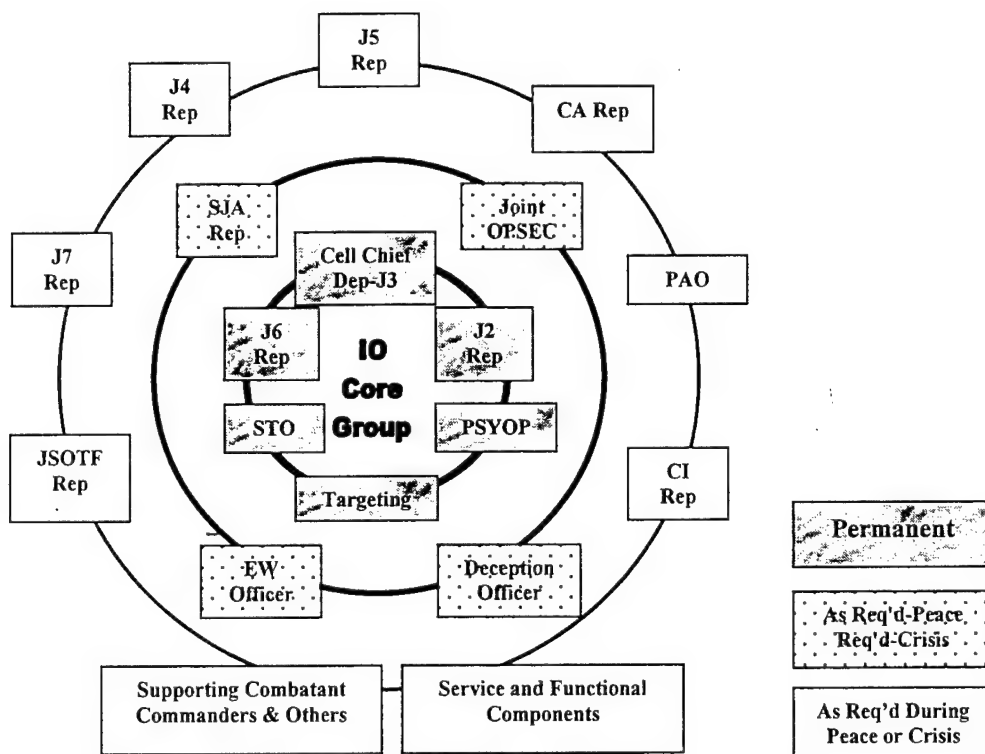 J5
Rep
J4
Rep
CA Rep
SJA
Rep
Joint
OPSEC
Cell Chief
Dep-J3
J7
Rep
PAO
J6
Rep
J2
Rep
IO
Core
Group
STO
PSYOP
JSOTF
Rep
CI
Rep
Targeting
Permanent
EW
Officer
Deception
Officer
As Req'd-Peace
Req'd-Crisis
Supporting Combatant
Commanders & Others
Service and Functional
Components
As Req'd During
Peace or Crisis